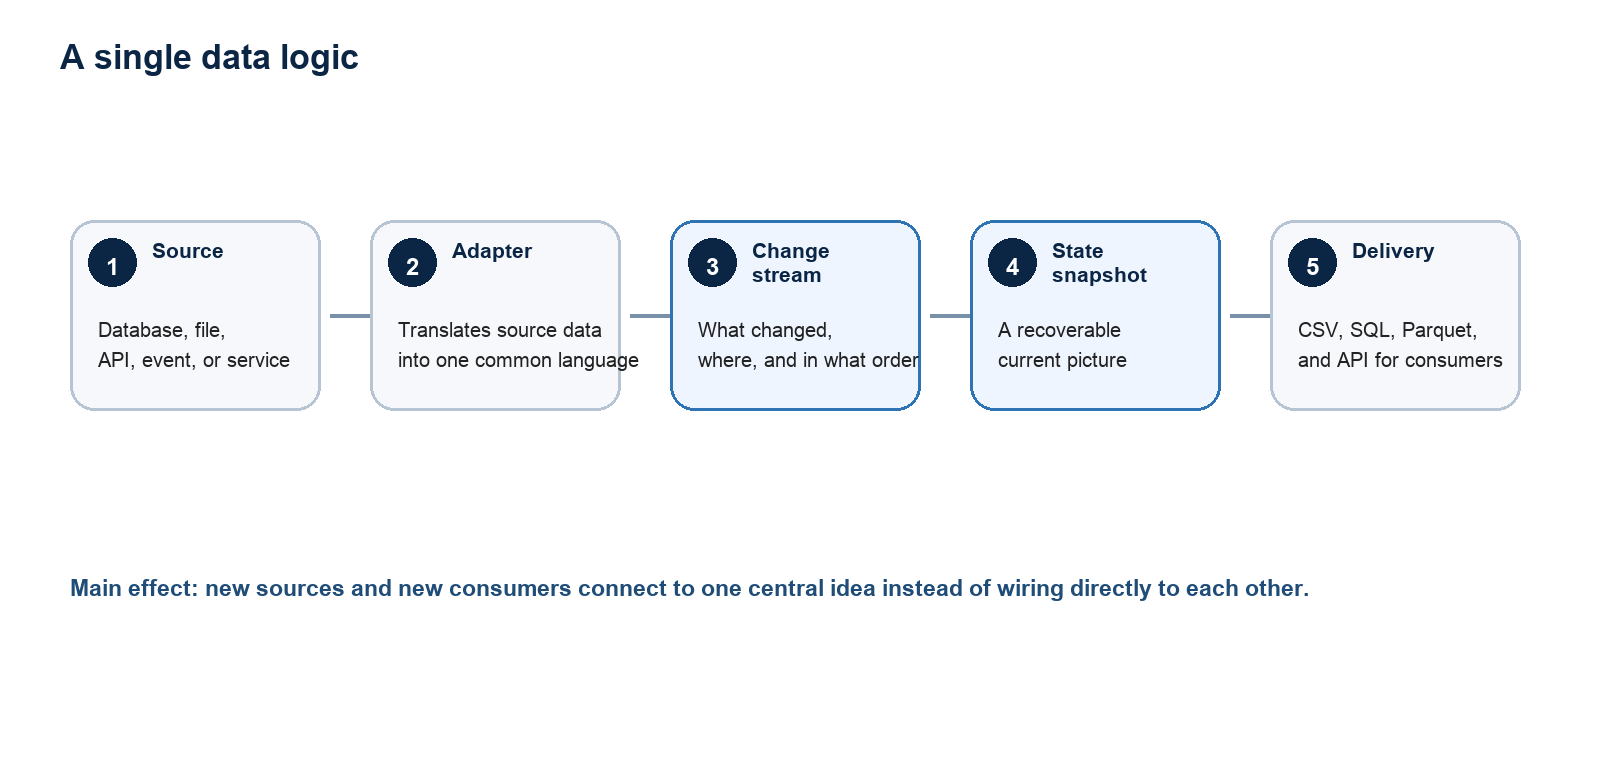 A single data logic
1
Source
Database, file,
API, event, or service
2
Adapter
Translates source data
into one common language
3
Change
stream
What changed,
where, and in what order
4
State
snapshot
A recoverable
current picture
5
Delivery
CSV, SQL, Parquet,
and API for consumers
Main effect: new sources and new consumers connect to one central idea instead of wiring directly to each other.